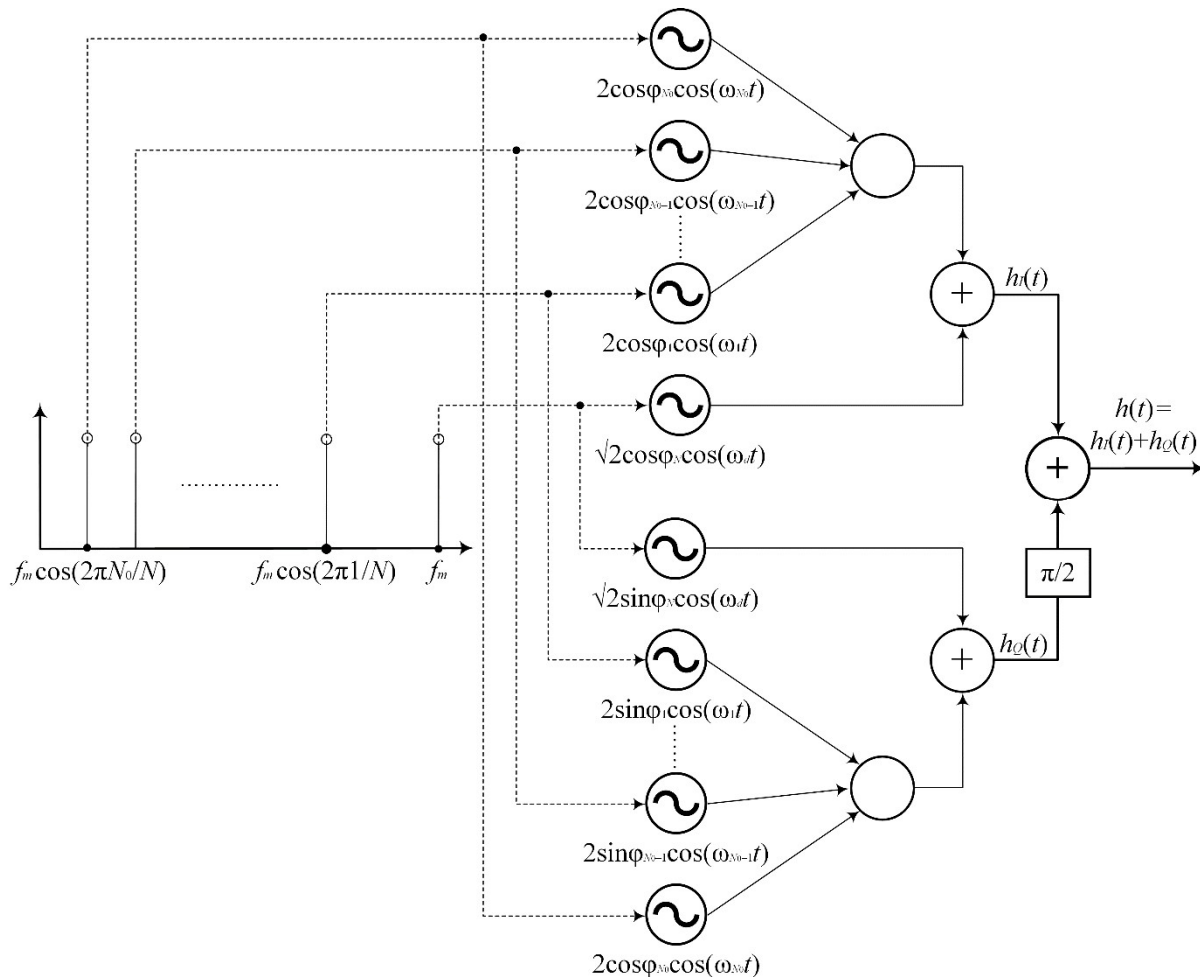 2cosφN₀cos(ωN₀t)
2cosφN₀−1cos(ωN₀−1t)
2cosφ₁cos(ω₁t)
+
hI(t)
√2cosφNcos(ωdt)
h(t) =
hI(t)+hQ(t)
+
fm cos(2πN₀/N)
fm cos(2π1/N)
fm
√2sinφNcos(ωdt)
π/2
+
hQ(t)
2sinφ₁cos(ω₁t)
2sinφN₀−1cos(ωN₀−1t)
2cosφN₀cos(ωN₀t)